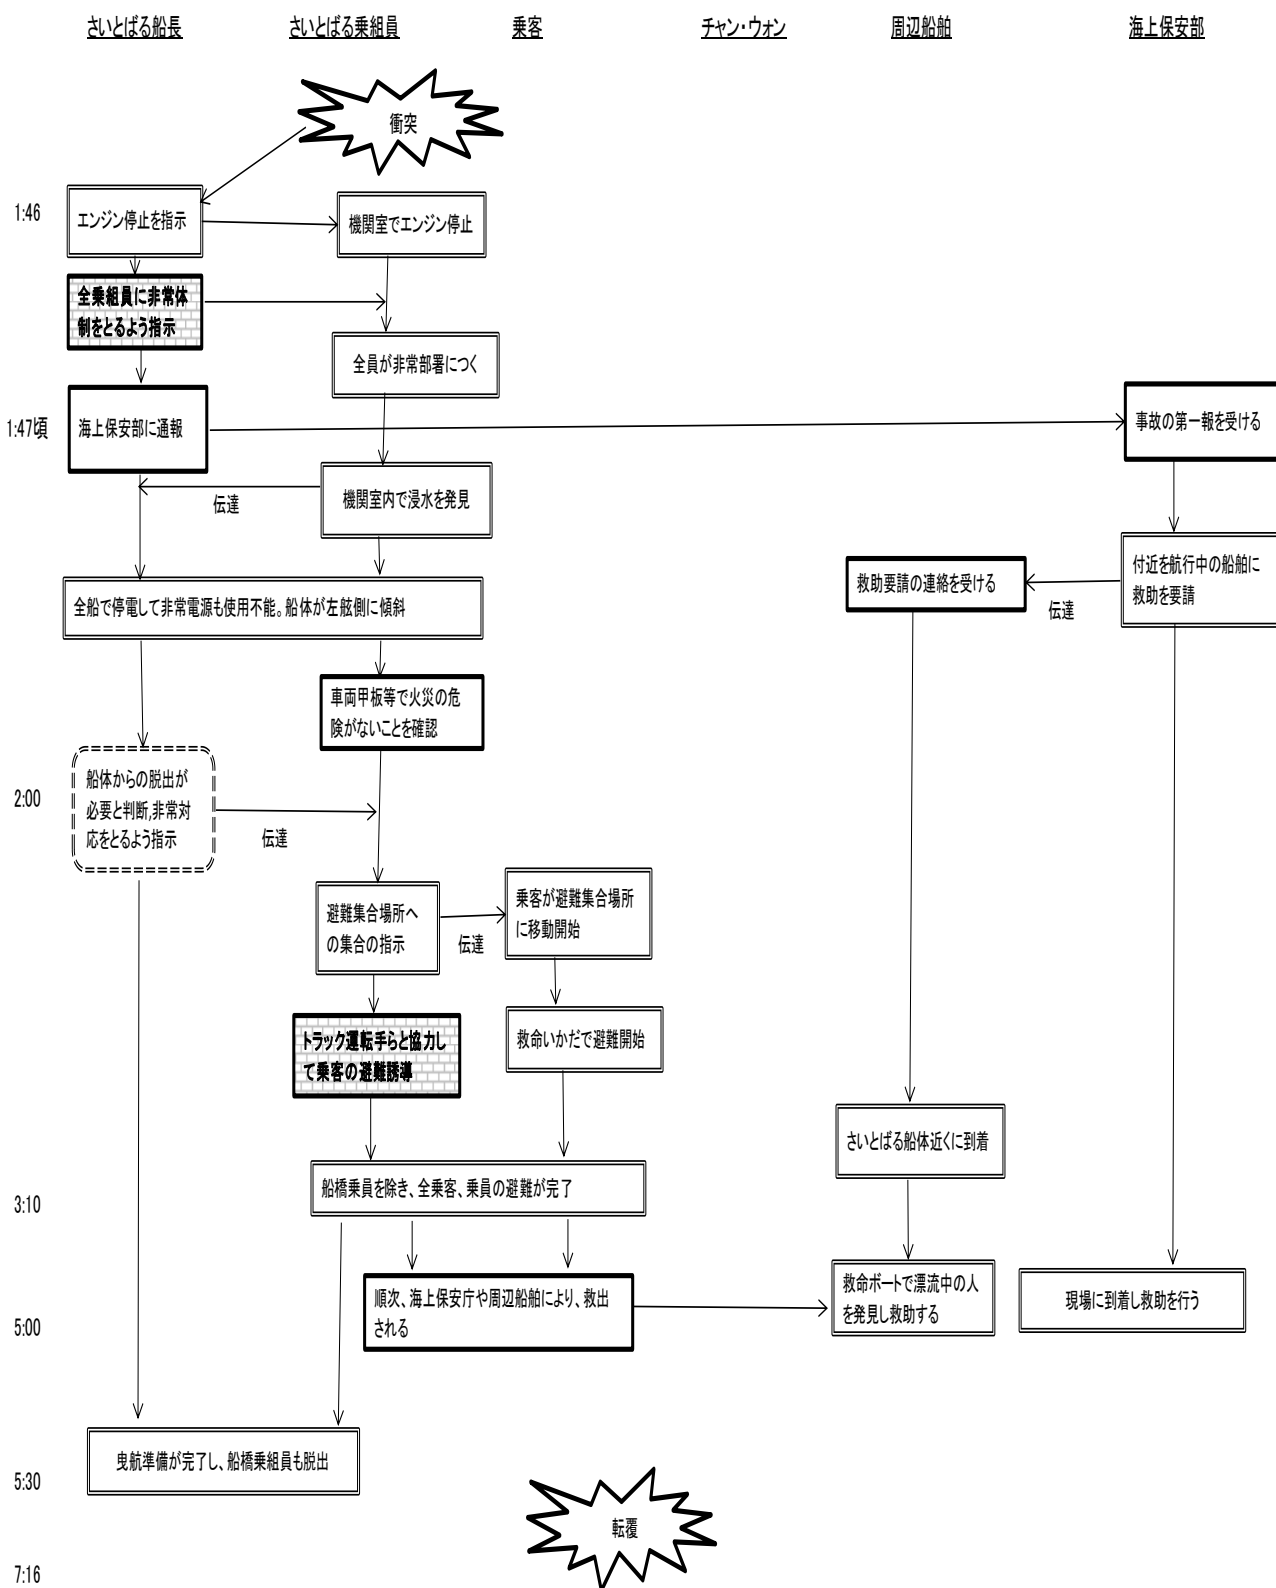 さいとばる船長
さいとばる乗組員
乗客
チャン・ウォン
周辺船舶
海上保安部
衝突
1:46
エンジン停止を指示
機関室でエンジン停止
全乗組員に非常体
制をとるよう指示
全員が非常部署につく
1:47頃
海上保安部に通報
事故の第一報を受ける
機関室内で浸水を発見
伝達
付近を航行中の船舶に
救助を要請
救助要請の連絡を受ける
伝達
全船で停電して非常電源も使用不能。船体が左舷側に傾斜
車両甲板等で火災の危
険がないことを確認
2:00
船体からの脱出が
必要と判断,非常対
応をとるよう指示
伝達
避難集合場所へ
の集合の指示
伝達
乗客が避難集合場所
に移動開始
トラック運転手らと協力し
て乗客の避難誘導
救命いかだで避難開始
さいとばる船体近くに到着
3:10
船橋乗員を除き、全乗客、乗員の避難が完了
順次、海上保安庁や周辺船舶により、救出
される
救命ボートで漂流中の人
を発見し救助する
現場に到着し救助を行う
5:00
曳航準備が完了し、船橋乗組員も脱出
5:30
転覆
7:16